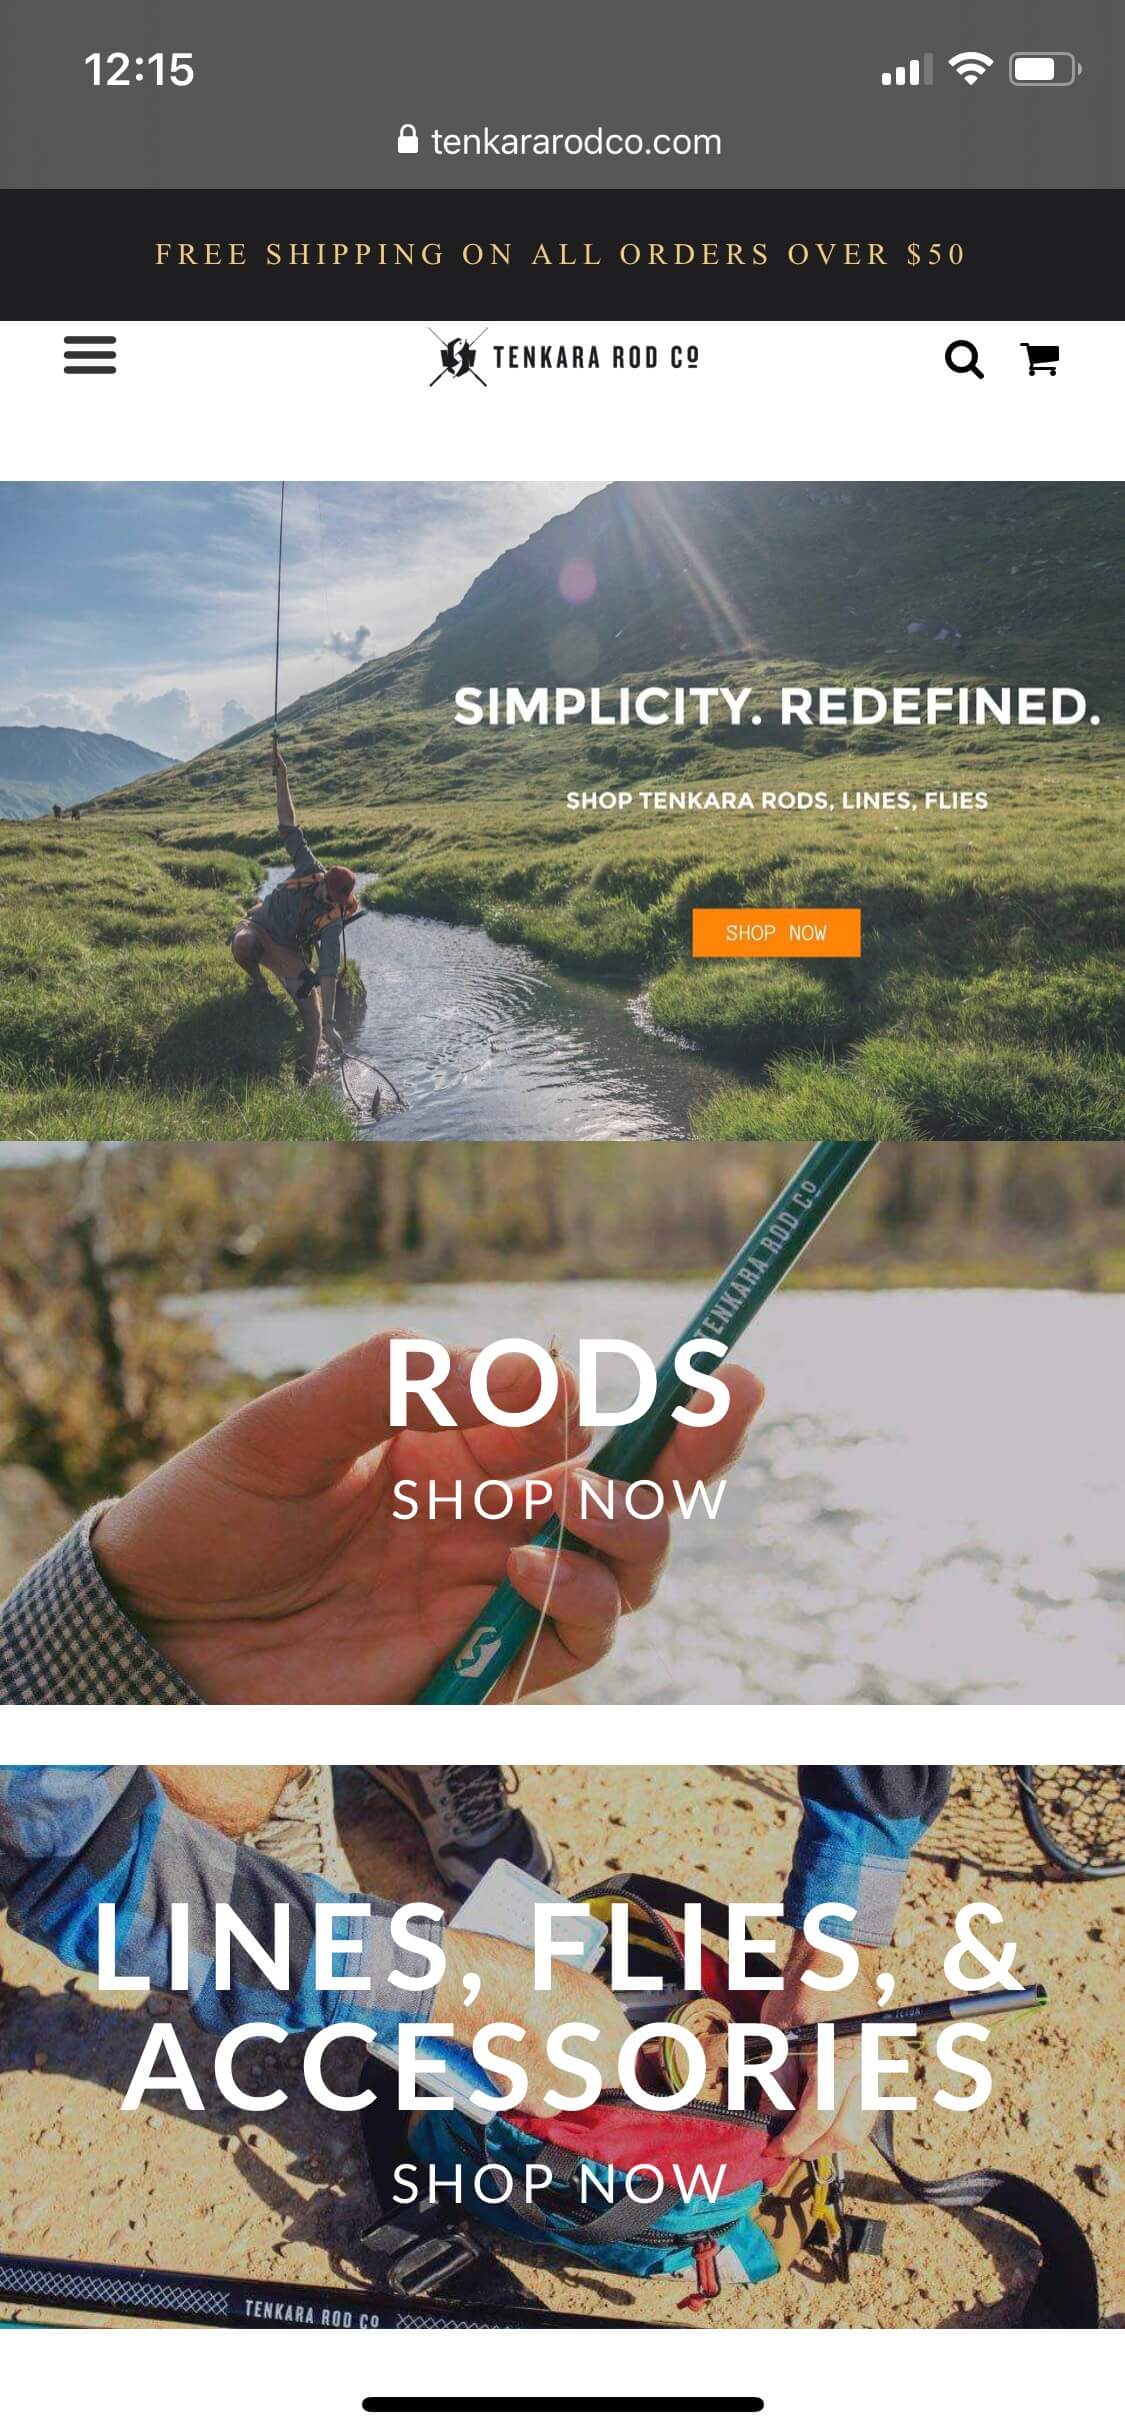 12:15
tenkararodco.com
FREE SHIPPING ON ALL ORDERS OVER $50
TENKARA ROD Cº
SIMPLICITY. REDEFINED.
SHOP TENKARA RODS, LINES, FLIES
SHOP NOW
TENKARA ROD Cº
RODS
SHOP NOW
LINES, FLIES, &
TETON
ACCESSORIES
SHOP NOW
TENKARA ROD Cº